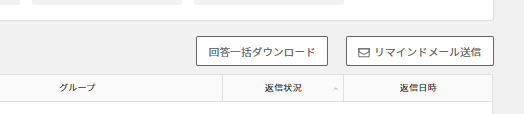 回答一括ダウンロード
リマインドメール送信
グループ
返信状況
返信日時